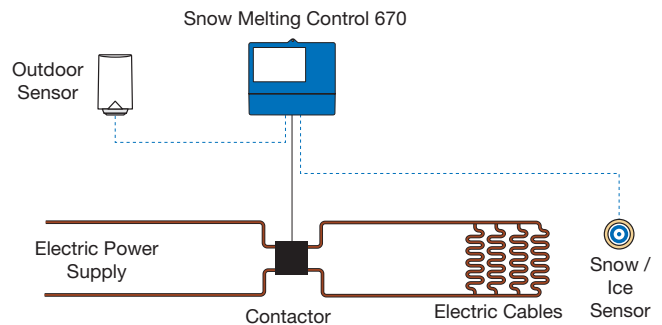 Snow Melting Control 670
Outdoor
Sensor
Electric Power
Supply
Contactor
Electric Cables
Snow /
Ice
Sensor